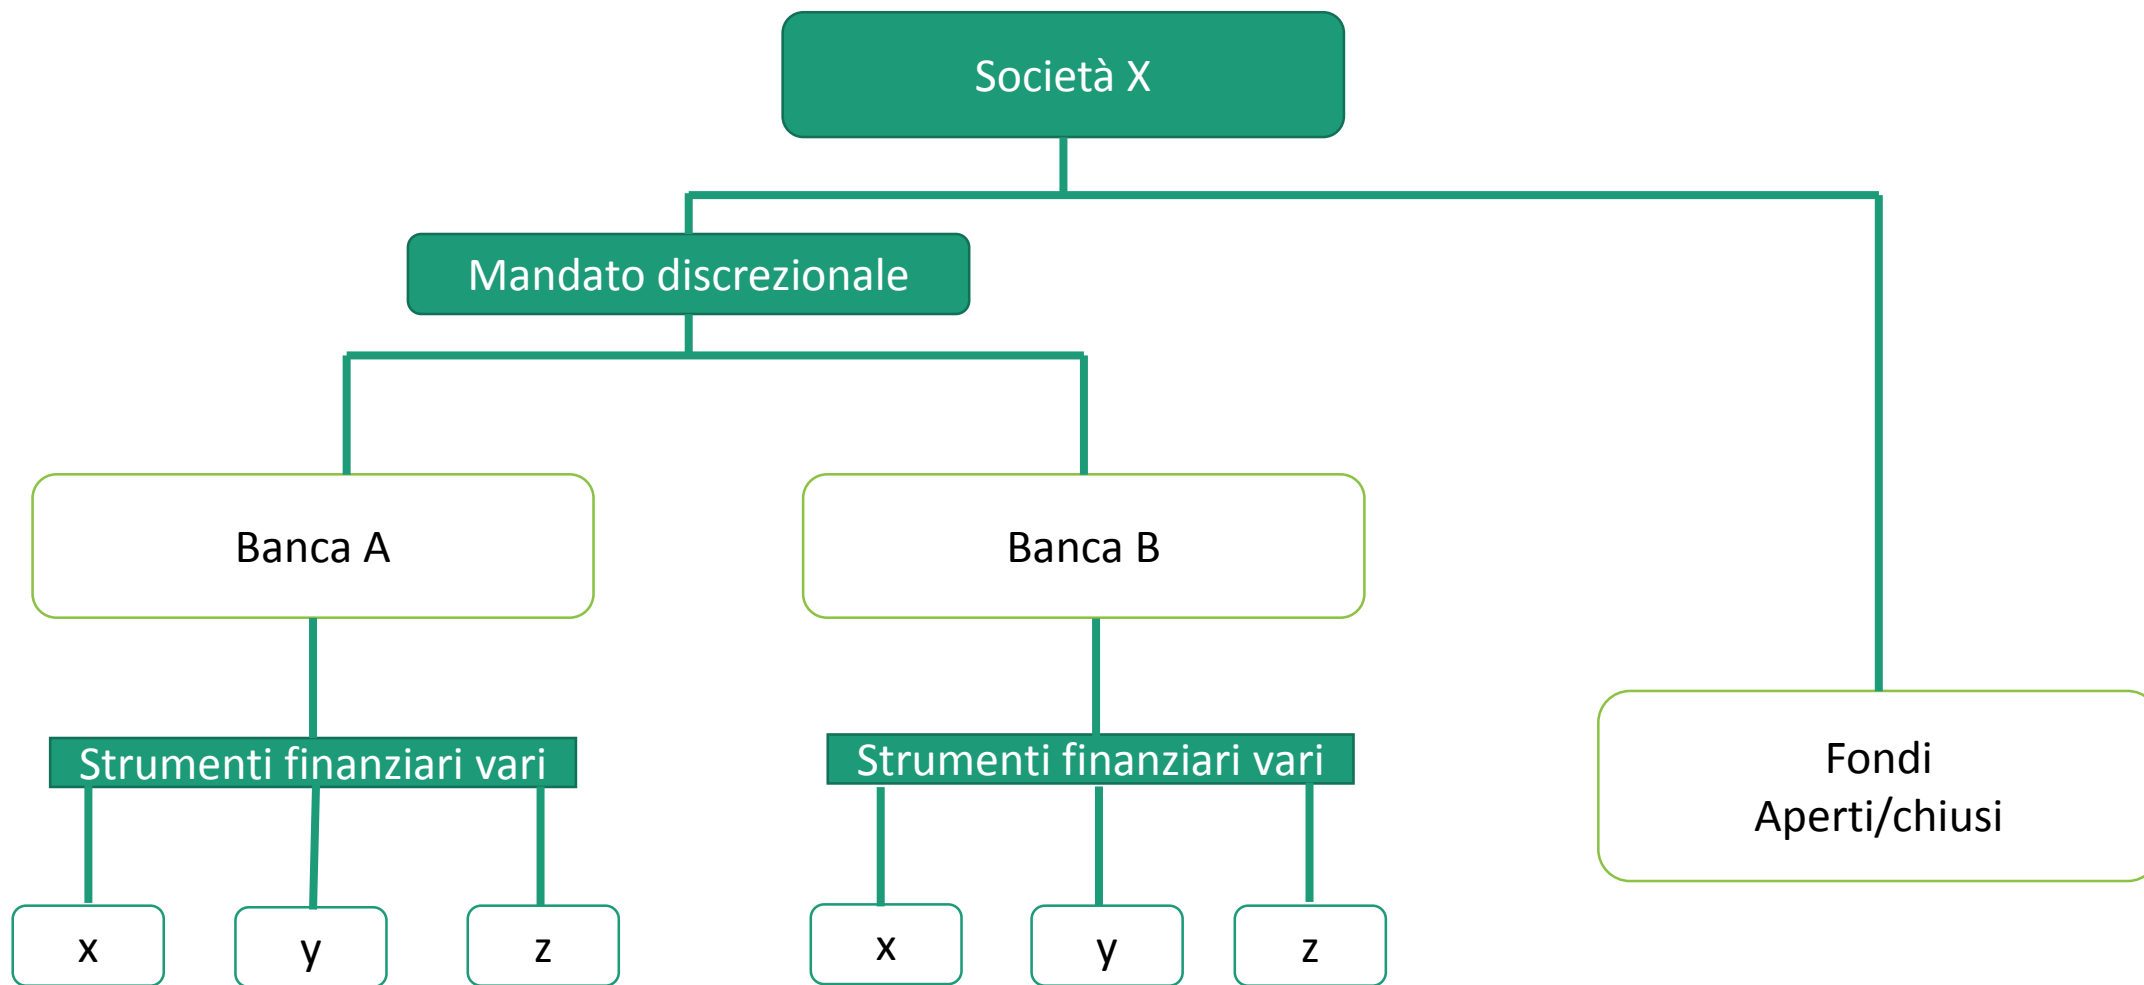 Società X
Mandato discrezionale
Banca A
Banca B
Strumenti finanziari vari
Strumenti finanziari vari
Fondi
Aperti/chiusi
x
y
z
x
y
z